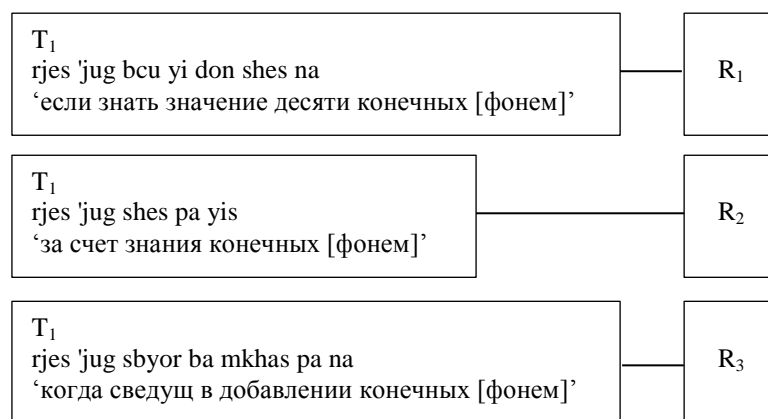 T₁
rjes 'jug bcu yi don shes na
‘если знать значение десяти конечных [фонем]’
R₁
T₁
rjes 'jug shes pa yis
‘за счет знания конечных [фонем]’
R₂
T₁
rjes 'jug sbyor ba mkhas pa na
‘когда сведущ в добавлении конечных [фонем]’
R₃